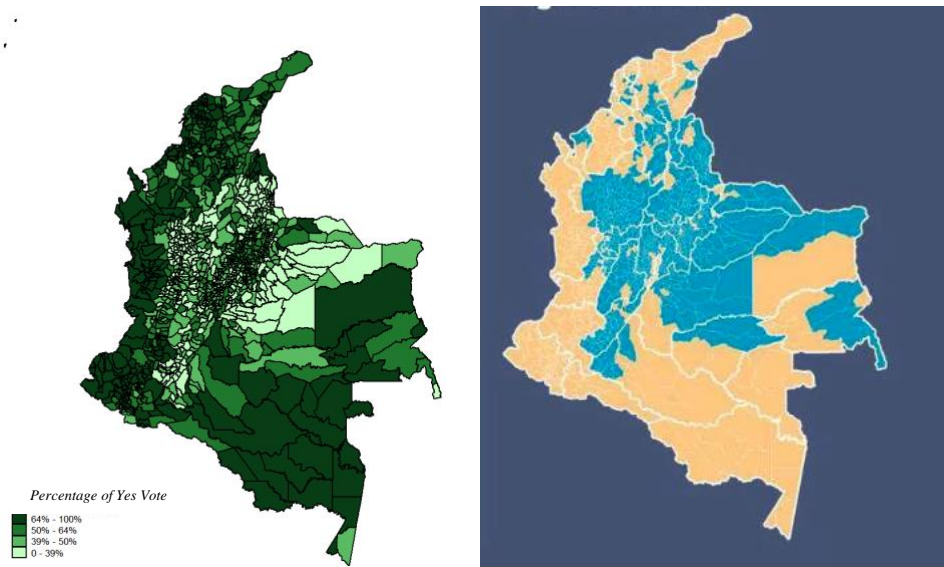 Percentage of Yes Vote
64% - 100%
50% - 64%
39% - 50%
0 - 39%